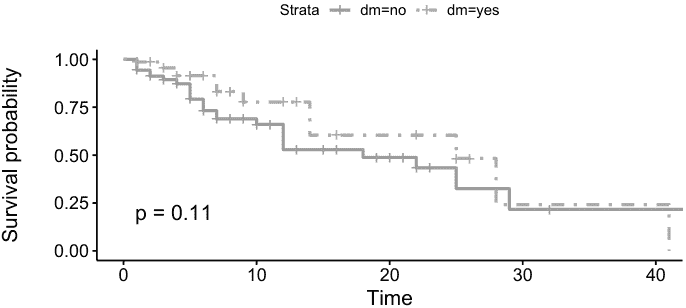 Strata dm=no dm=yes
Survival probability
1.00
0.75
0.50
0.25
0.00
p = 0.11
0 10 20 30 40
Time